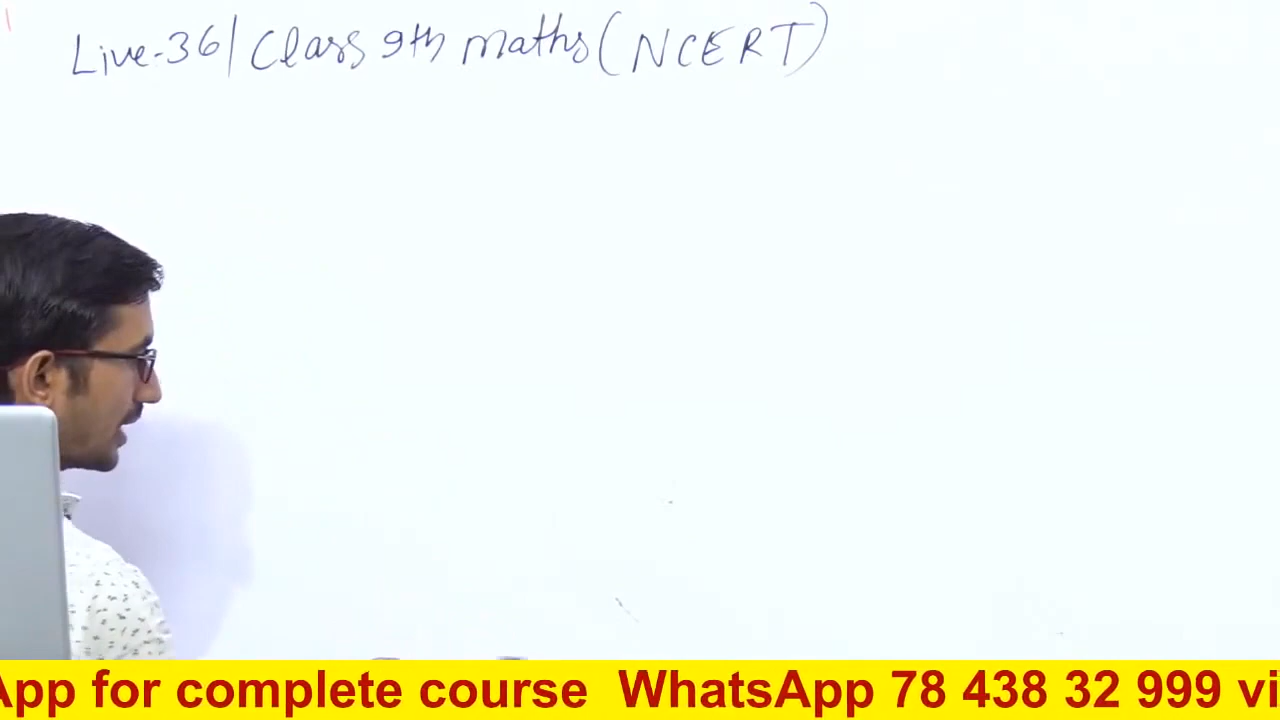 Live-36| Class 9th maths (NCERT)
App for complete course WhatsApp 78 438 32 999 vi